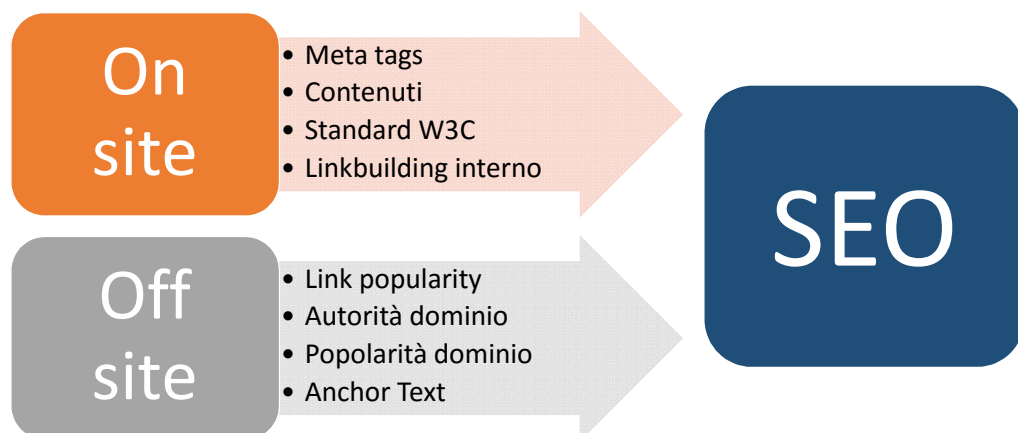 On
site
• Meta tags
• Contenuti
• Standard W3C
• Linkbuilding interno
SEO
Off
site
• Link popularity
• Autorità dominio
• Popolarità dominio
• Anchor Text